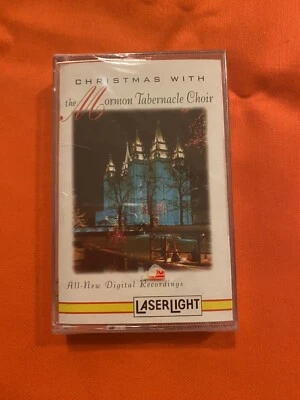 CHRISTMAS WITH
the Mormon Tabernacle Choir
All-New Digital Recordings
LASERLIGHT